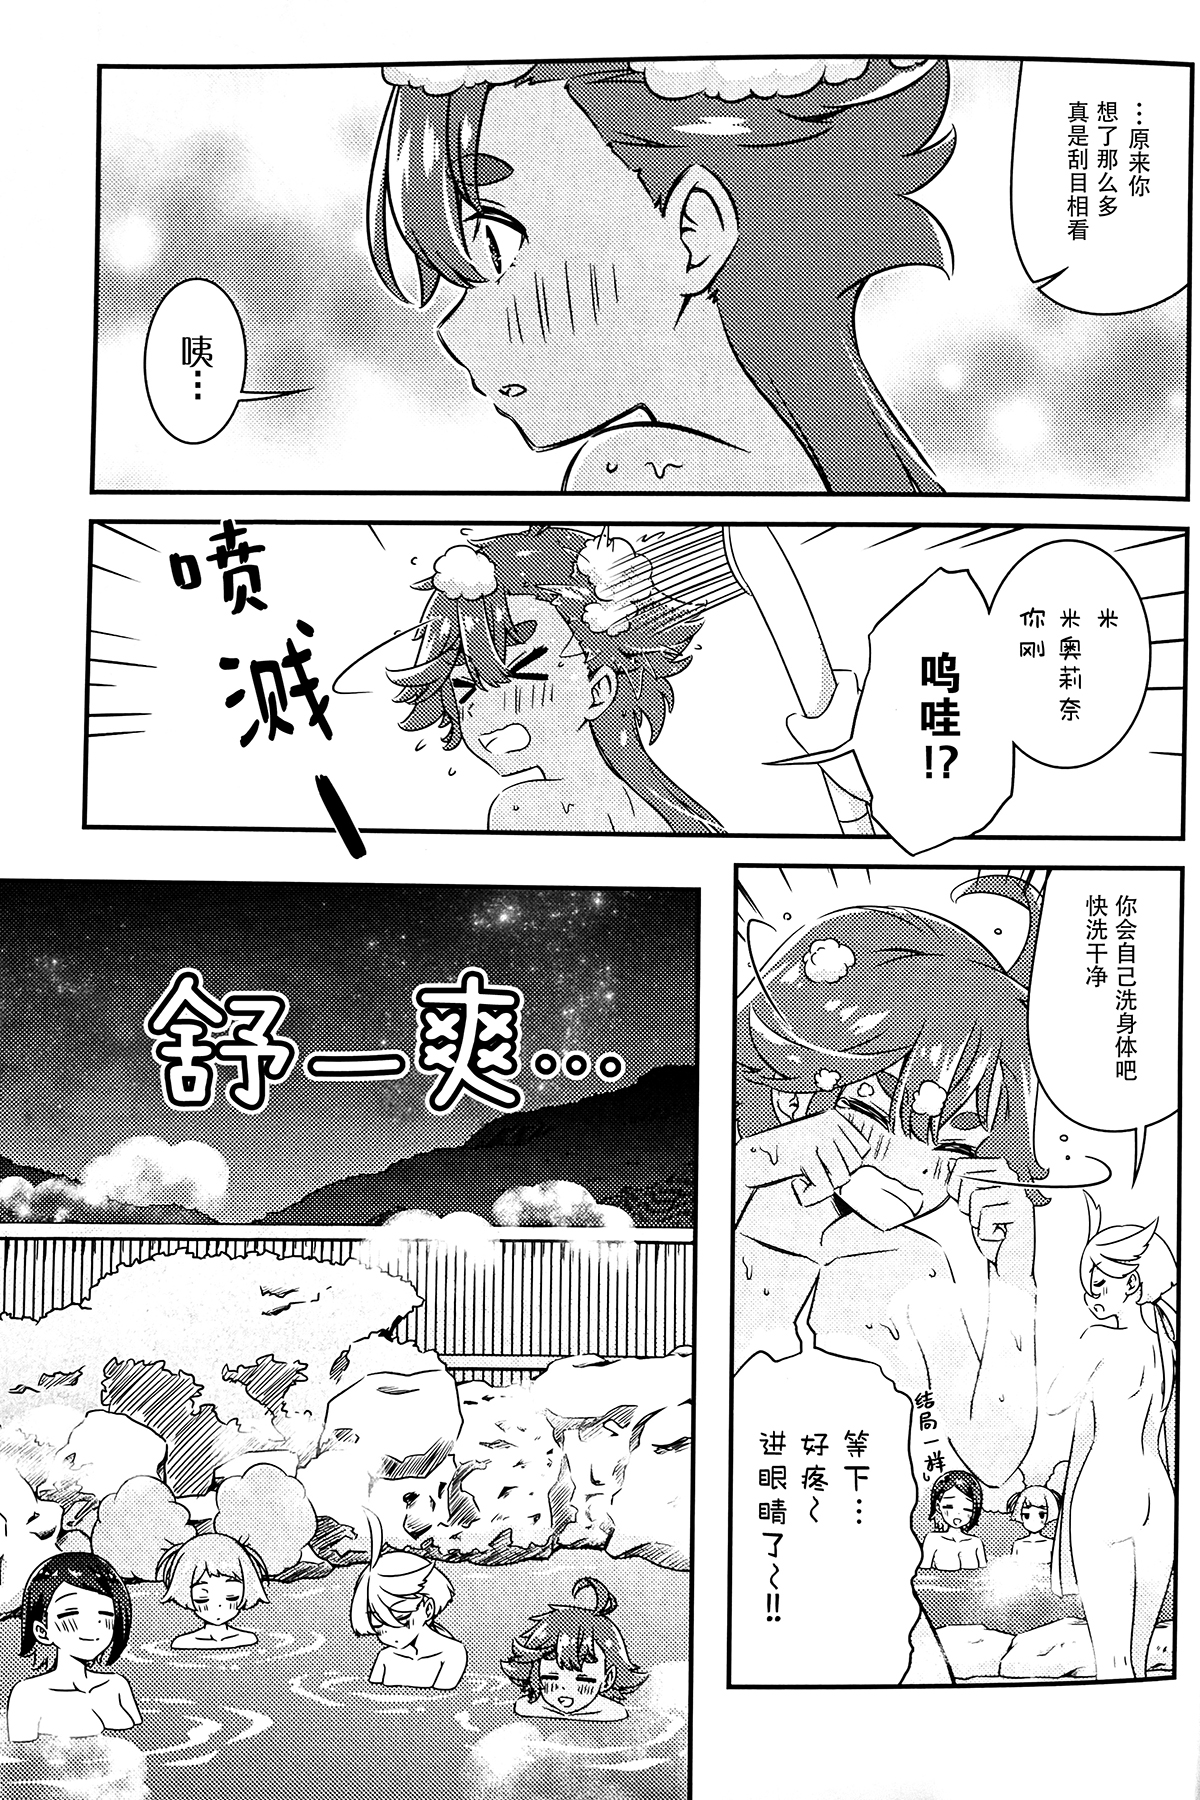 …原来你
想了那么多
真是刮目相看
咦…
米
米奥莉奈
你刚
呜哇!?
喷溅ー
你会自己洗身体吧
快洗干净
结局一样~
等下…
好疼~
进眼睛了~!!
舒一爽…